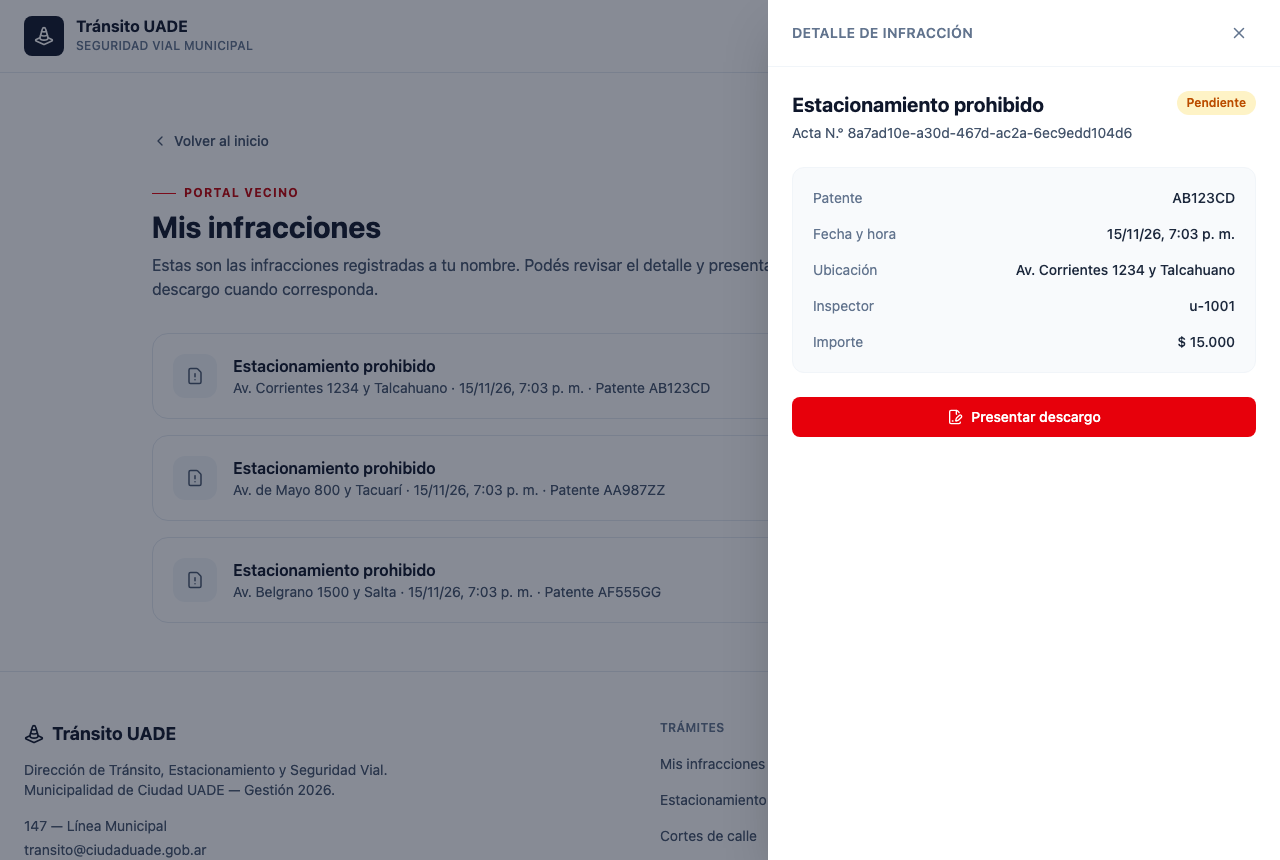 Tránsito UADE
SEGURIDAD VIAL MUNICIPAL
Volver al inicio
PORTAL VECINO
Mis infracciones
Estas son las infracciones registradas a tu nombre. Podés revisar el detalle y presenta
descargo cuando corresponda.
Estacionamiento prohibido
Av. Corrientes 1234 y Talcahuano · 15/11/26, 7:03 p. m. · Patente AB123CD
Estacionamiento prohibido
Av. de Mayo 800 y Tacuarí · 15/11/26, 7:03 p. m. · Patente AA987ZZ
Estacionamiento prohibido
Av. Belgrano 1500 y Salta · 15/11/26, 7:03 p. m. · Patente AF555GG
Tránsito UADE
Dirección de Tránsito, Estacionamiento y Seguridad Vial.
Municipalidad de Ciudad UADE — Gestión 2026.
147 — Línea Municipal
transito@ciudaduade.gob.ar
TRÁMITES
Mis infracciones
Estacionamiento
Cortes de calle
DETALLE DE INFRACCIÓN
Estacionamiento prohibido
Pendiente
Acta N.° 8a7ad10e-a30d-467d-ac2a-6ec9edd104d6
Patente AB123CD
Fecha y hora 15/11/26, 7:03 p. m.
Ubicación Av. Corrientes 1234 y Talcahuano
Inspector u-1001
Importe $ 15.000
Presentar descargo